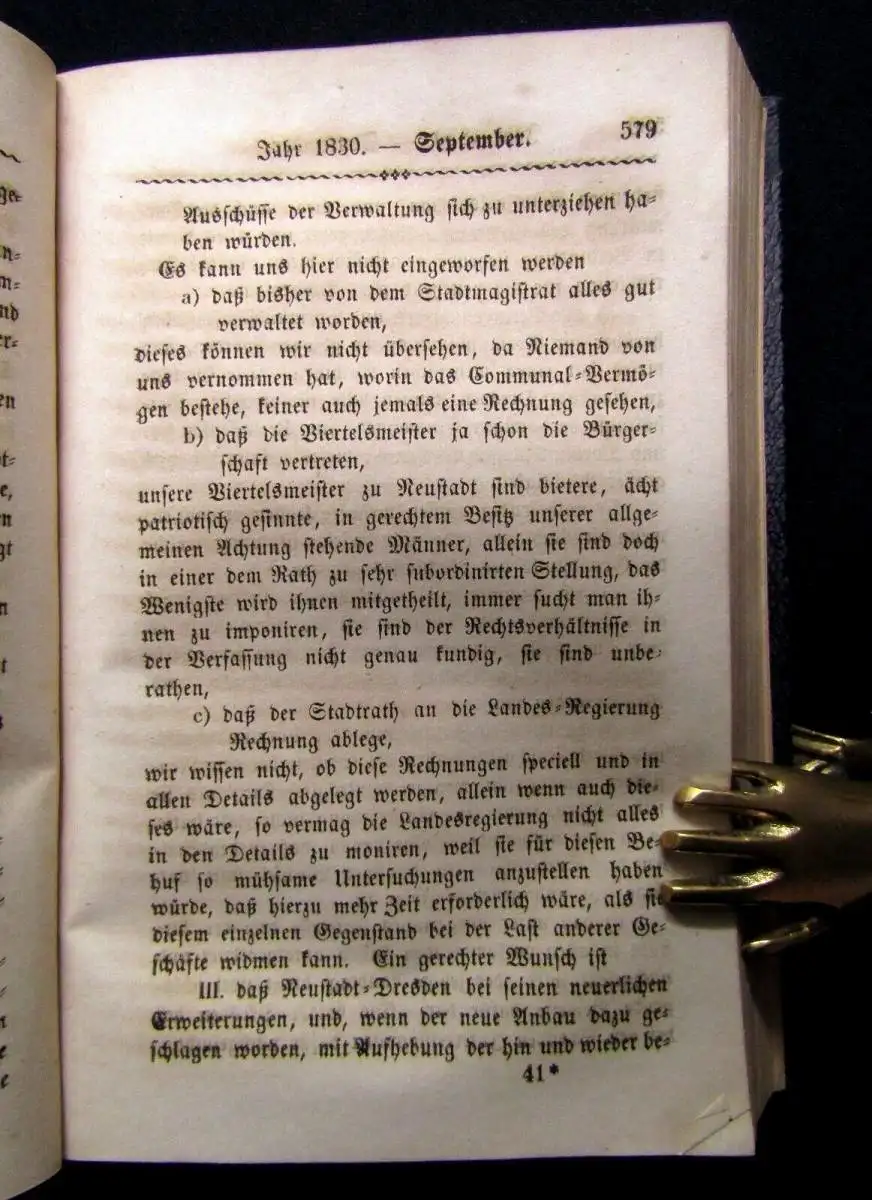 Jahr 1830. — September.
579
Ausschüsse der Verwaltung sich zu unterziehen ha-
ben würden.
Es kann uns hier nicht eingeworfen werden
a) daß bisher von dem Stadtmagistrat alles gut
verwaltet worden,
dieses können wir nicht übersehen, da Niemand von
uns vernommen hat, worin das Communal-Vermö-
gen bestehe, keiner auch jemals eine Rechnung gesehen,
b) daß die Viertelsmeister ja schon die Bürger-
schaft vertreten,
unsere Viertelsmeister zu Neustadt sind bietere, ächt
patriotisch gesinnte, in gerechtem Besitz unserer allge-
meinen Achtung stehende Männer, allein sie sind doch
in einer dem Rath zu sehr subordinirten Stellung, das
Wenigste wird ihnen mitgetheilt, immer sucht man ih-
nen zu imponiren, sie sind der Rechtsverhältnisse in
der Verfassung nicht genau kundig, sie sind unbe-
rathen,
c) daß der Stadtrath an die Landes-Regierung
Rechnung ablege,
wir wissen nicht, ob diese Rechnungen speciell und in
allen Details abgelegt werden, allein wenn auch die-
ses wäre, so vermag die Landesregierung nicht alles
in den Details zu moniren, weil sie für diesen Be-
huf so mühsame Untersuchungen anzustellen haben
würde, daß hierzu mehr Zeit erforderlich wäre, als sie
diesem einzelnen Gegenstand bei der Last anderer Ge-
schäfte widmen kann. Ein gerechter Wunsch ist
III. daß Neustadt-Dresden bei seinen neuerlichen
Erweiterungen, und, wenn der neue Anbau dazu ge-
schlagen worden, mit Aufhebung der hin und wieder be-
41*